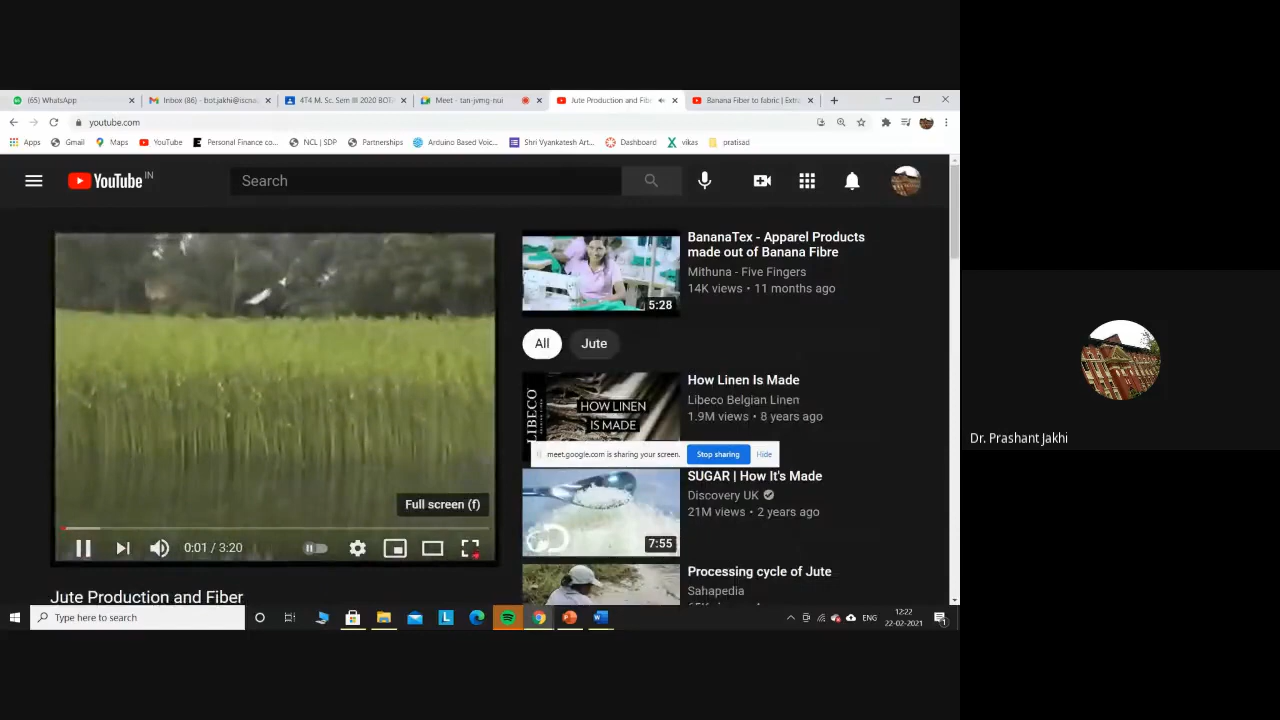 (65) WhatsApp
Inbox (86) - bot.jakhi@iscna
4T4 M. Sc. Sem III 2020 BOT
Meet - tan-jvmg-nui
Jute Production and Fibe
Banana Fiber to fabric | Extra
youtube.com
Apps
Gmail
Maps
YouTube
Personal Finance co...
NCL | SDP
Partnerships
Arduino Based Voic...
Shri Vyankatesh Art...
Dashboard
vikas
pratisad
YouTube IN
Search
BananaTex - Apparel Products
made out of Banana Fibre
Mithuna - Five Fingers
14K views • 11 months ago
5:28
All
Jute
How Linen Is Made
Libeco Belgian Linen
1.9M views • 8 years ago
LIBECO
HOW LINEN
IS MADE
meet.google.com is sharing your screen.
Stop sharing
Hide
SUGAR | How It's Made
Discovery UK
21M views • 2 years ago
7:55
Full screen (f)
0:01 / 3:20
Processing cycle of Jute
Sahapedia
Jute Production and Fiber
Type here to search
ENG
12:22
22-02-2021
Dr. Prashant Jakhi